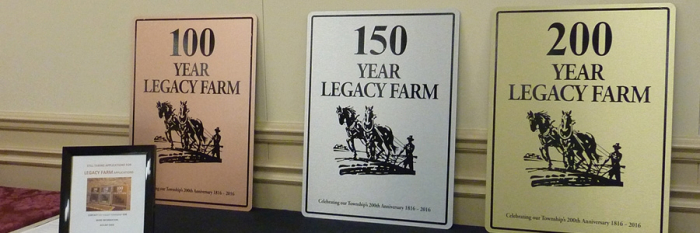 100
YEAR
LEGACY FARM
150
YEAR
LEGACY FARM
Celebrating our Township's 200th Anniversary 1816 - 2016
200
YEAR
LEGACY FARM
Celebrating our Township's 200th Anniversary 1816 - 2016
our Township's 200th Anniversary 1816 - 2016
LEGACY FARM